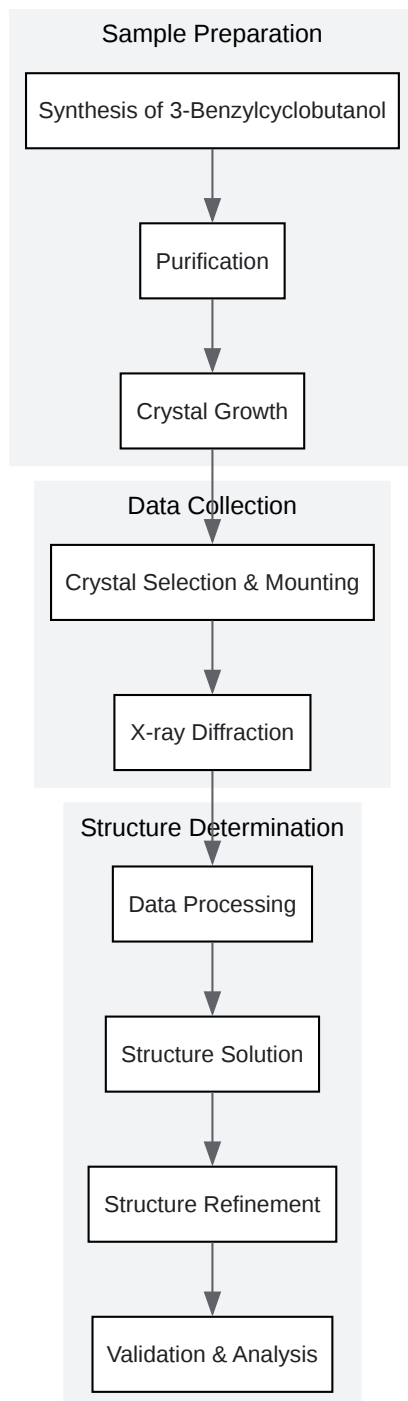 Sample Preparation
Synthesis of 3-Benzylcyclobutanol
Purification
Crystal Growth
Data Collection
Crystal Selection & Mounting
X-ray Diffraction
Structure Determination
Data Processing
Structure Solution
Structure Refinement
Validation & Analysis